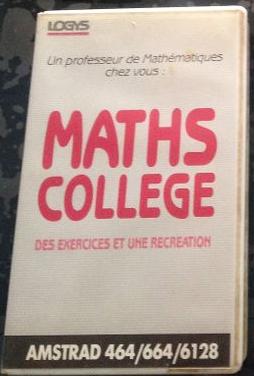 LOGYS
Un professeur de Mathématiques
chez vous :
MATHS
COLLEGE
DES EXERCICES ET UNE RECREATION
AMSTRAD 464/664/6128